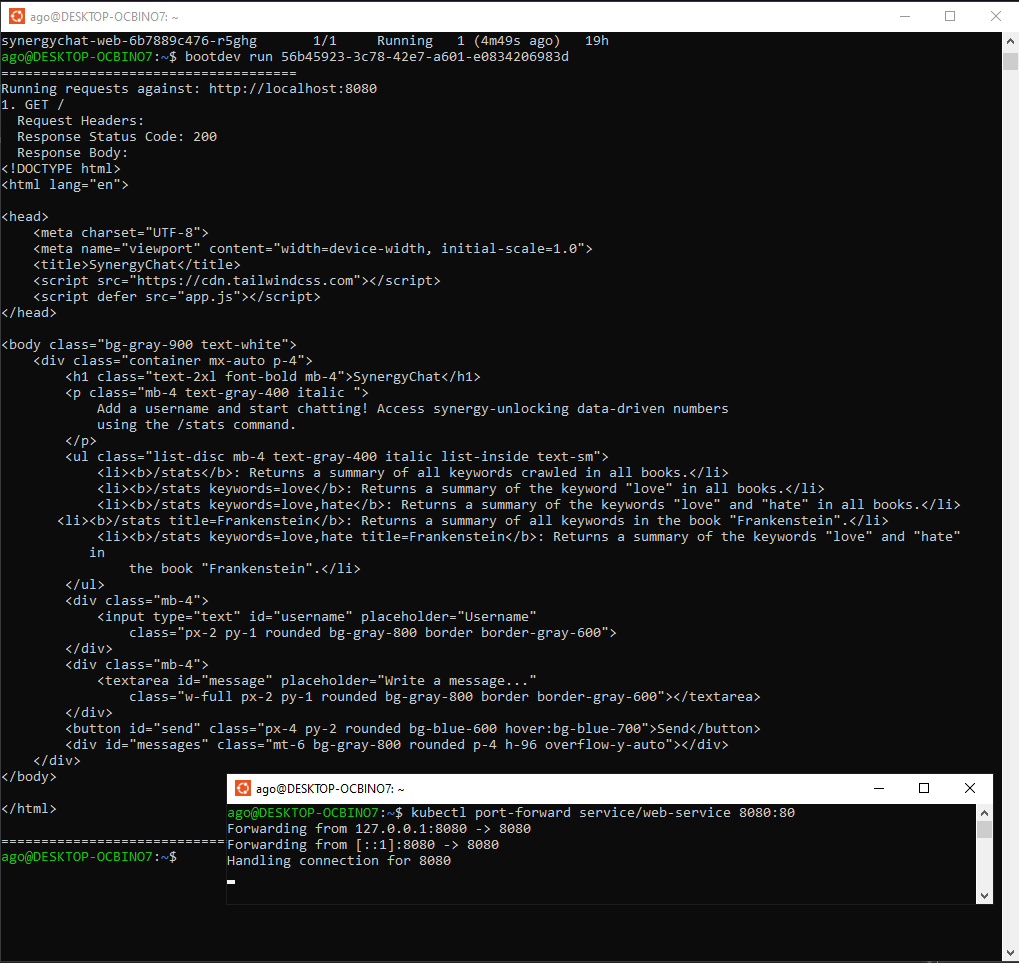 ago@DESKTOP-OCBINO7: ~
synergychat-web-6b7889c476-r5ghg       1/1     Running   1 (4m49s ago)   19h
ago@DESKTOP-OCBINO7:~$ bootdev run 56b45923-3c78-42e7-a601-e0834206983d
=====================================
Running requests against: http://localhost:8080
1. GET /
  Request Headers:
  Response Status Code: 200
  Response Body:
<!DOCTYPE html>
<html lang="en">

<head>
    <meta charset="UTF-8">
    <meta name="viewport" content="width=device-width, initial-scale=1.0">
    <title>SynergyChat</title>
    <script src="https://cdn.tailwindcss.com"></script>
    <script defer src="app.js"></script>
</head>

<body class="bg-gray-900 text-white">
    <div class="container mx-auto p-4">
        <h1 class="text-2xl font-bold mb-4">SynergyChat</h1>
        <p class="mb-4 text-gray-400 italic ">
            Add a username and start chatting! Access synergy-unlocking data-driven numbers
            using the /stats command.
        </p>
        <ul class="list-disc mb-4 text-gray-400 italic list-inside text-sm">
            <li><b>/stats</b>: Returns a summary of all keywords crawled in all books.</li>
            <li><b>/stats keywords=love</b>: Returns a summary of the keyword "love" in all books.</li>
            <li><b>/stats keywords=love,hate</b>: Returns a summary of the keywords "love" and "hate" in all books.</li>
       <li><b>/stats title=Frankenstein</b>: Returns a summary of all keywords in the book "Frankenstein".</li>
            <li><b>/stats keywords=love,hate title=Frankenstein</b>: Returns a summary of the keywords "love" and "hate"
           in
                the book "Frankenstein".</li>
        </ul>
        <div class="mb-4">
            <input type="text" id="username" placeholder="Username"
                class="px-2 py-1 rounded bg-gray-800 border border-gray-600">
        </div>
        <div class="mb-4">
            <textarea id="message" placeholder="Write a message..."
                class="w-full px-2 py-1 rounded bg-gray-800 border border-gray-600"></textarea>
        </div>
        <button id="send" class="px-4 py-2 rounded bg-blue-600 hover:bg-blue-700">Send</button>
        <div id="messages" class="mt-6 bg-gray-800 rounded p-4 h-96 overflow-y-auto"></div>
    </div>
</body>

</html>

============================
ago@DESKTOP-OCBINO7:~$
ago@DESKTOP-OCBINO7: ~
ago@DESKTOP-OCBINO7:~$ kubectl port-forward service/web-service 8080:80
Forwarding from 127.0.0.1:8080 -> 8080
Forwarding from [::1]:8080 -> 8080
Handling connection for 8080